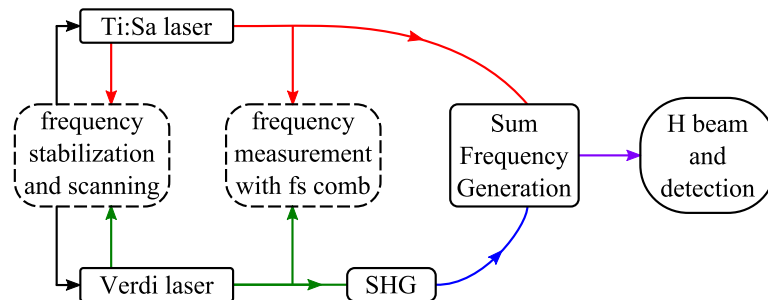 Ti:Sa laser
frequency
stabilization
and scanning
frequency
measurement
with fs comb
Sum
Frequency
Generation
H beam
and
detection
Verdi laser
SHG